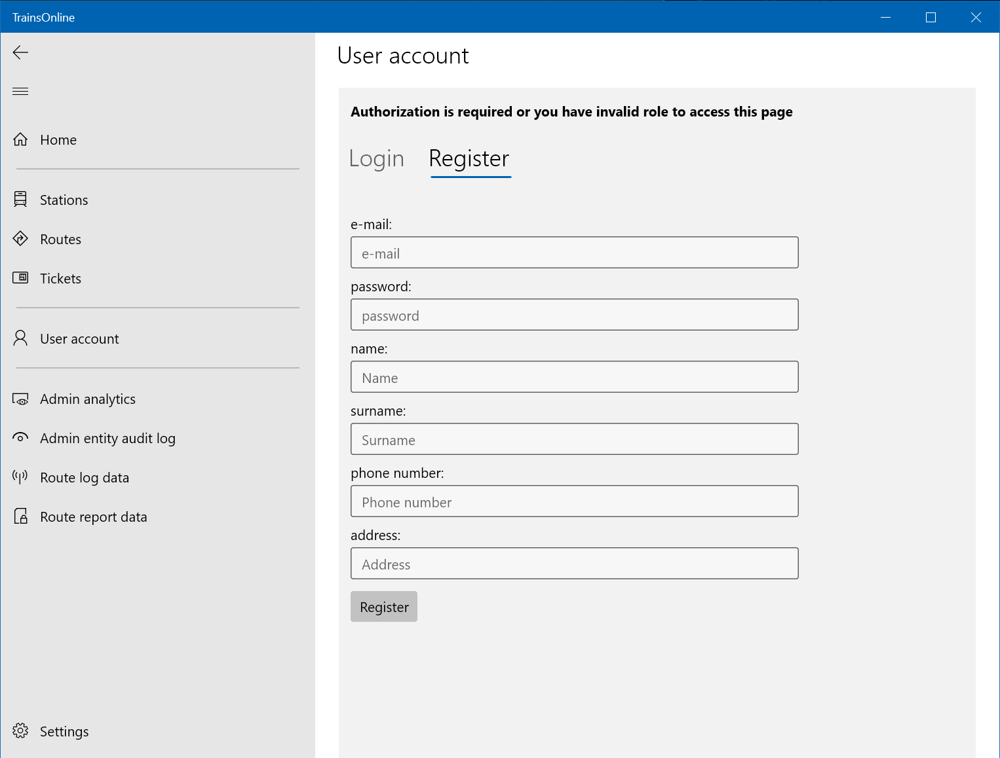 TrainsOnline
Home
Stations
Routes
Tickets
User account
Admin analytics
Admin entity audit log
Route log data
Route report data
Settings
User account
Authorization is required or you have invalid role to access this page
Login Register
e-mail:
e-mail
password:
password
name:
Name
surname:
Surname
phone number:
Phone number
address:
Address
Register